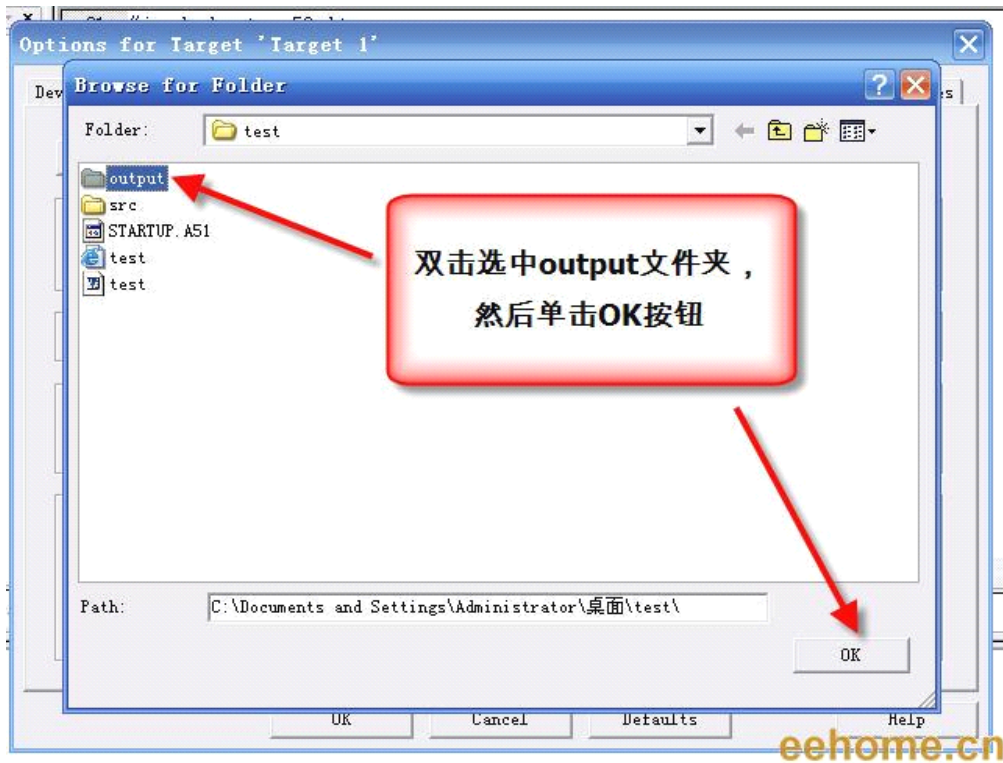 Options for Target 'Target 1'
Dev
Browse for Folder
s
Folder:
test
output
src
STARTUP.A51
test
test
双击选中output文件夹，
然后单击OK按钮
Path:
C:\Documents and Settings\Administrator\桌面\test\
OK
OK
Cancel
Defaults
Help
eehome.cn